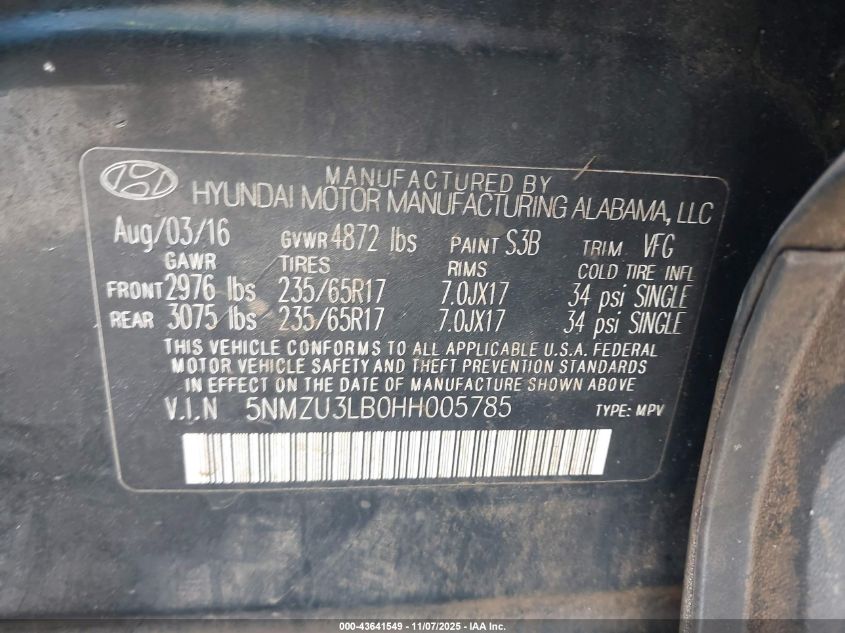 MANUFACTURED BY
HYUNDAI MOTOR MANUFACTURING ALABAMA, LLC
Aug/03/16 GVWR 4872 lbs PAINT S3B TRIM VFG
GAWR TIRES RIMS COLD TIRE INFL
FRONT 2976 lbs 235/65R17 7.0JX17 34 psi SINGLE
REAR 3075 lbs 235/65R17 7.0JX17 34 psi SINGLE
THIS VEHICLE CONFORMS TO ALL APPLICABLE U.S.A. FEDERAL
MOTOR VEHICLE SAFETY AND THEFT PREVENTION STANDARDS
IN EFFECT ON THE DATE OF MANUFACTURE SHOWN ABOVE
V.I.N 5NMZU3LB0HH005785 TYPE: MPV
000-43641549 - 11/07/2025 - IAA Inc.